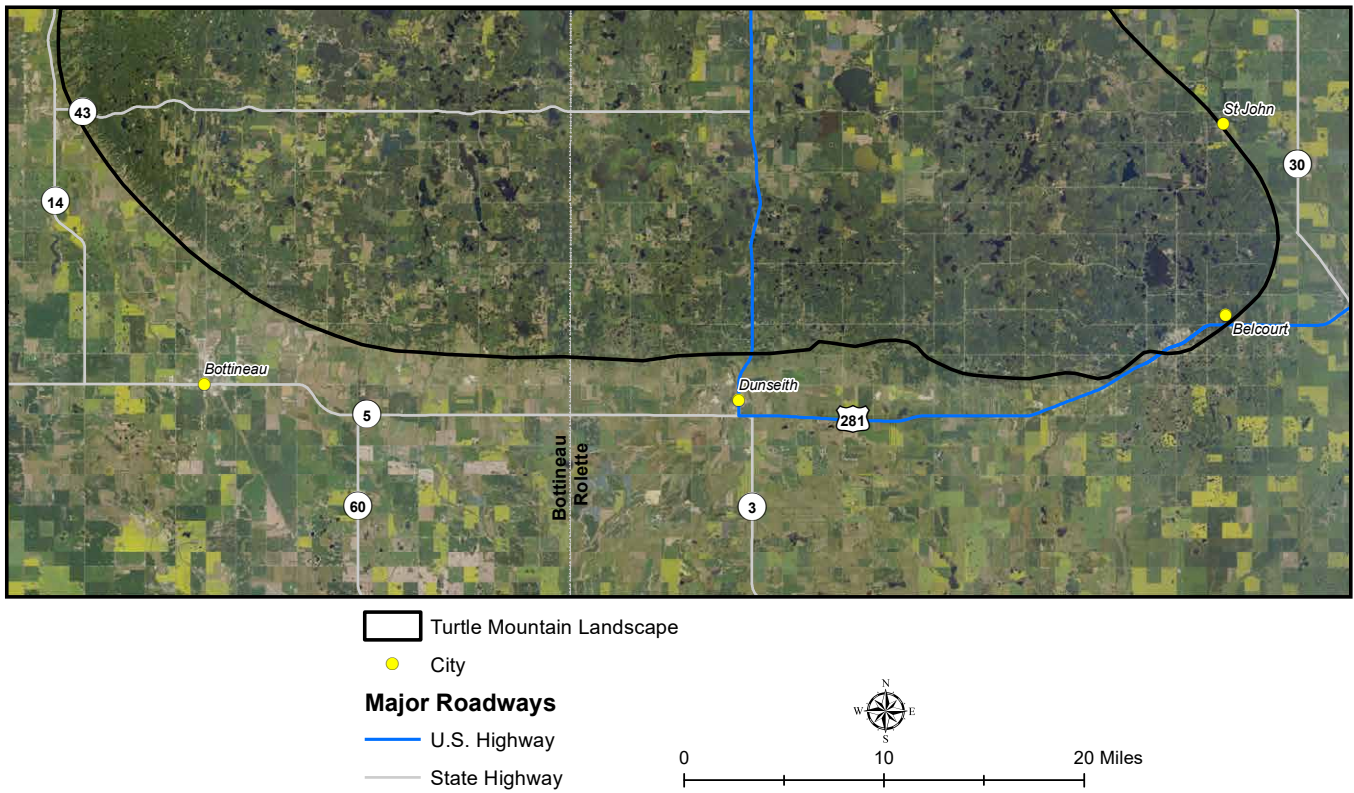 43
St John
30
14
Belcourt
Bottineau
Dunseith
5
281
Bottineau
Rolette
60
3
Turtle Mountain Landscape
City
Major Roadways
U.S. Highway
State Highway
N
W E
S
0 10 20 Miles